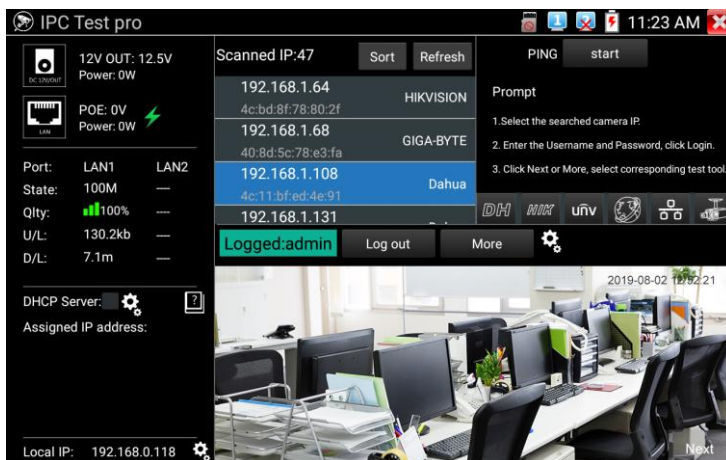 IPC Test pro
11:23 AM
12V OUT: 12.5V
Power: 0W
DC 12V/OUT
POE: 0V
Power: 0W
LAN
Port: LAN1 LAN2
State: 100M ----
Qlty: 100% ----
U/L: 130.2kb ----
D/L: 7.1m ----
DHCP Server: ?
Assigned IP address:
Local IP: 192.168.0.118
Scanned IP:47 Sort Refresh
192.168.1.64 HIKVISION
4c:bd:8f:78:80:2f
192.168.1.68 GIGA-BYTE
40:8d:5c:78:e3:fa
192.168.1.108 Dahua
4c:11:bf:ed:4e:91
192.168.1.131
PING start
Prompt
1.Select the searched camera IP.
2. Enter the Username and Password, click Login.
3. Click Next or More, select corresponding test tool.
DH HIK unv
Logged:admin Log out More
2019-08-02 12:52:21
Next